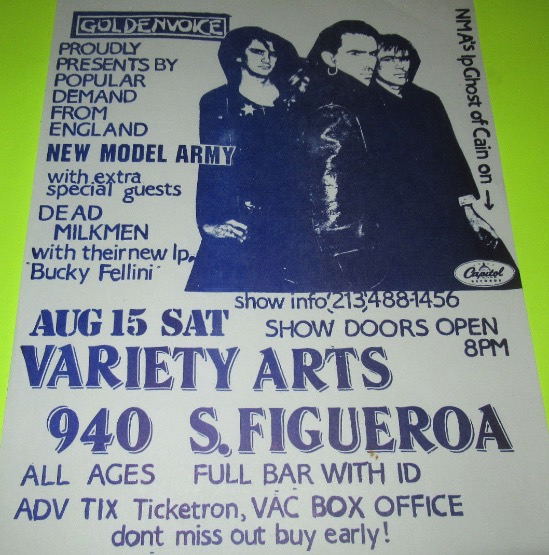 GOLDENVOICE
PROUDLY
PRESENTS BY
POPULAR
DEMAND
FROM
ENGLAND
NEW MODEL ARMY
with extra
special guests
DEAD
MILKMEN
with their new lp,
"Bucky Fellini"
NMA's lp Ghost of Cain on →
Capitol
RECORDS
show info (213) 488-1456
AUG 15 SAT
SHOW DOORS OPEN
8PM
VARIETY ARTS
940 S. FIGUEROA
ALL AGES FULL BAR WITH ID
ADV TIX Ticketron, VAC BOX OFFICE
dont miss out buy early!